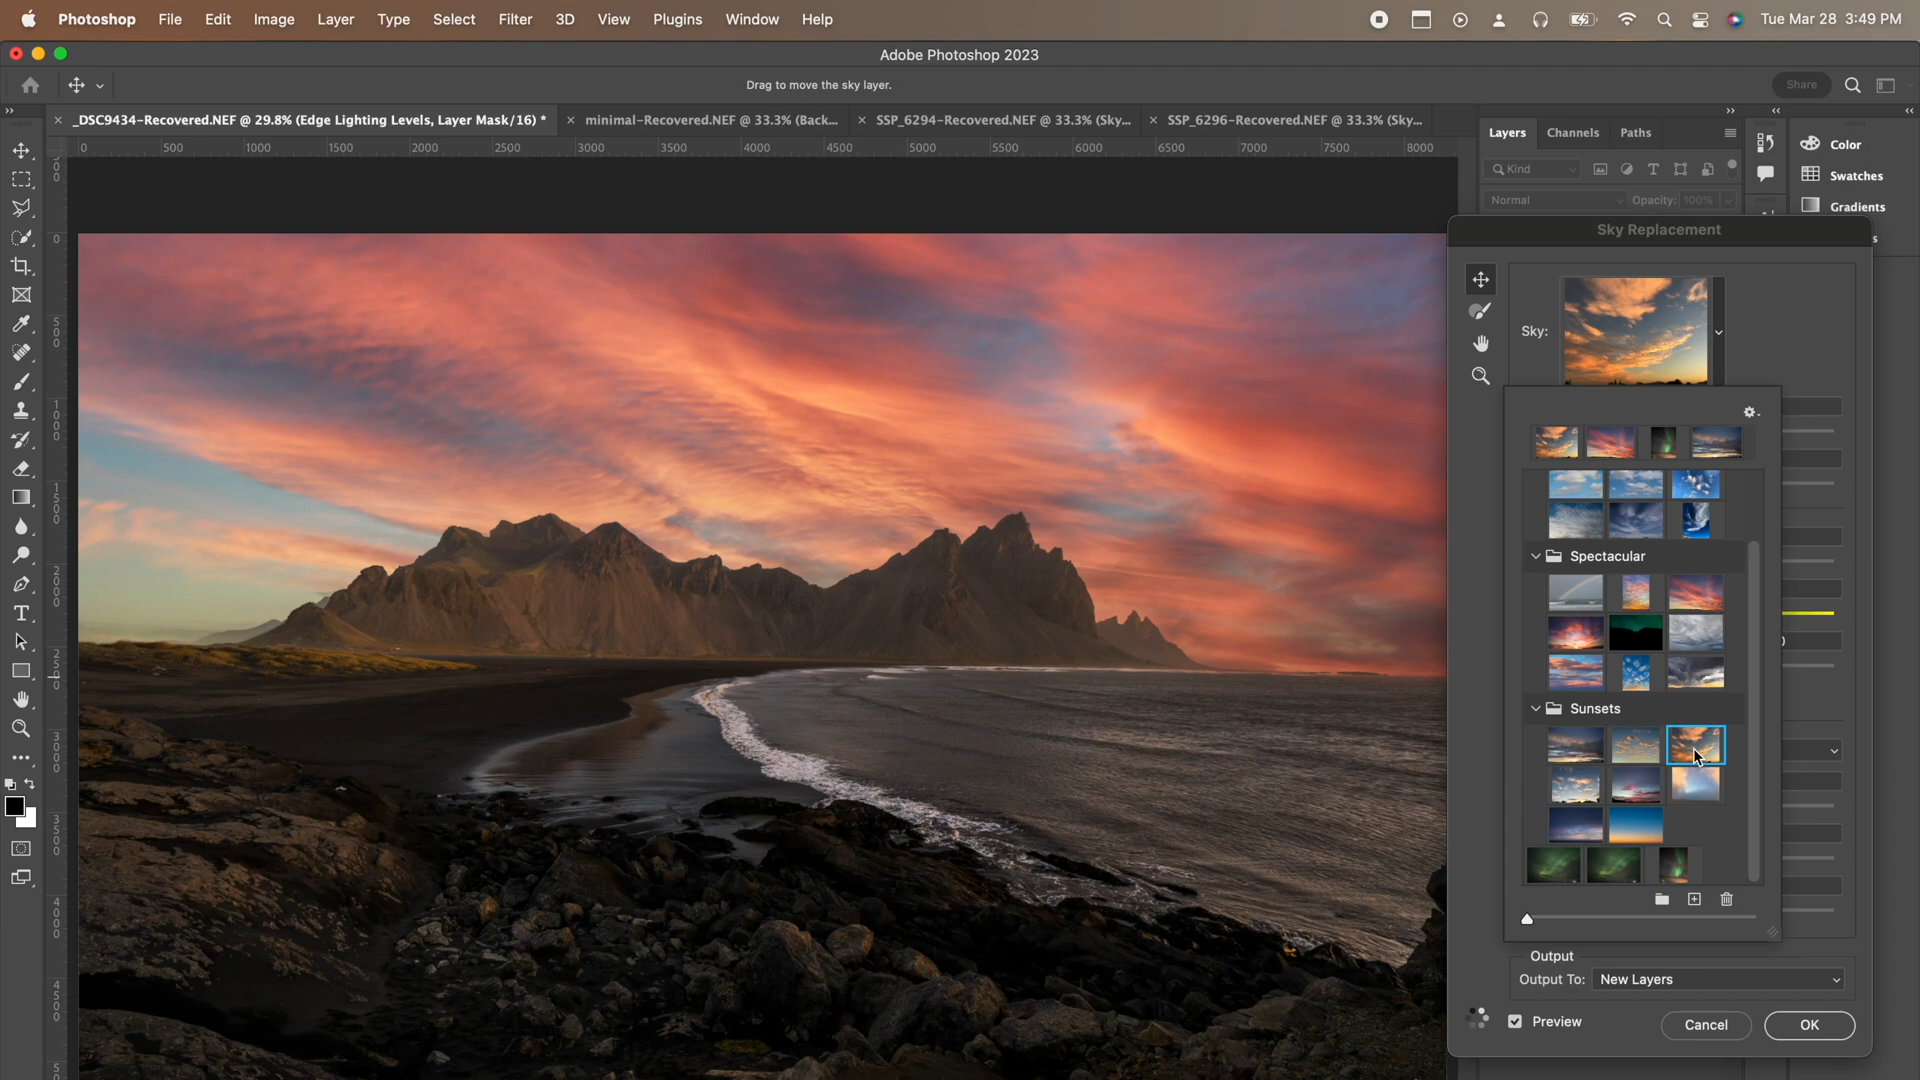 Photoshop File Edit Image Layer Type Select Filter 3D View Plugins Window Help Tue Mar 28 3:49 PM
Adobe Photoshop 2023
Drag to move the sky layer. Share
_DSC9434-Recovered.NEF @ 29.8% (Edge Lighting Levels, Layer Mask/16) * minimal-Recovered.NEF @ 33.3% (Back... SSP_6294-Recovered.NEF @ 33.3% (Sky... SSP_6296-Recovered.NEF @ 33.3% (Sky...
0 500 1000 1500 2000 2500 3000 3500 4000 4500 5000 5500 6000 6500 7000 7500 8000
Layers Channels Paths
Color
Kind
Swatches
Normal Opacity: 100%
Gradients
Sky Replacement
Sky:
Spectacular
Sunsets
Output
Output To: New Layers
Preview Cancel OK